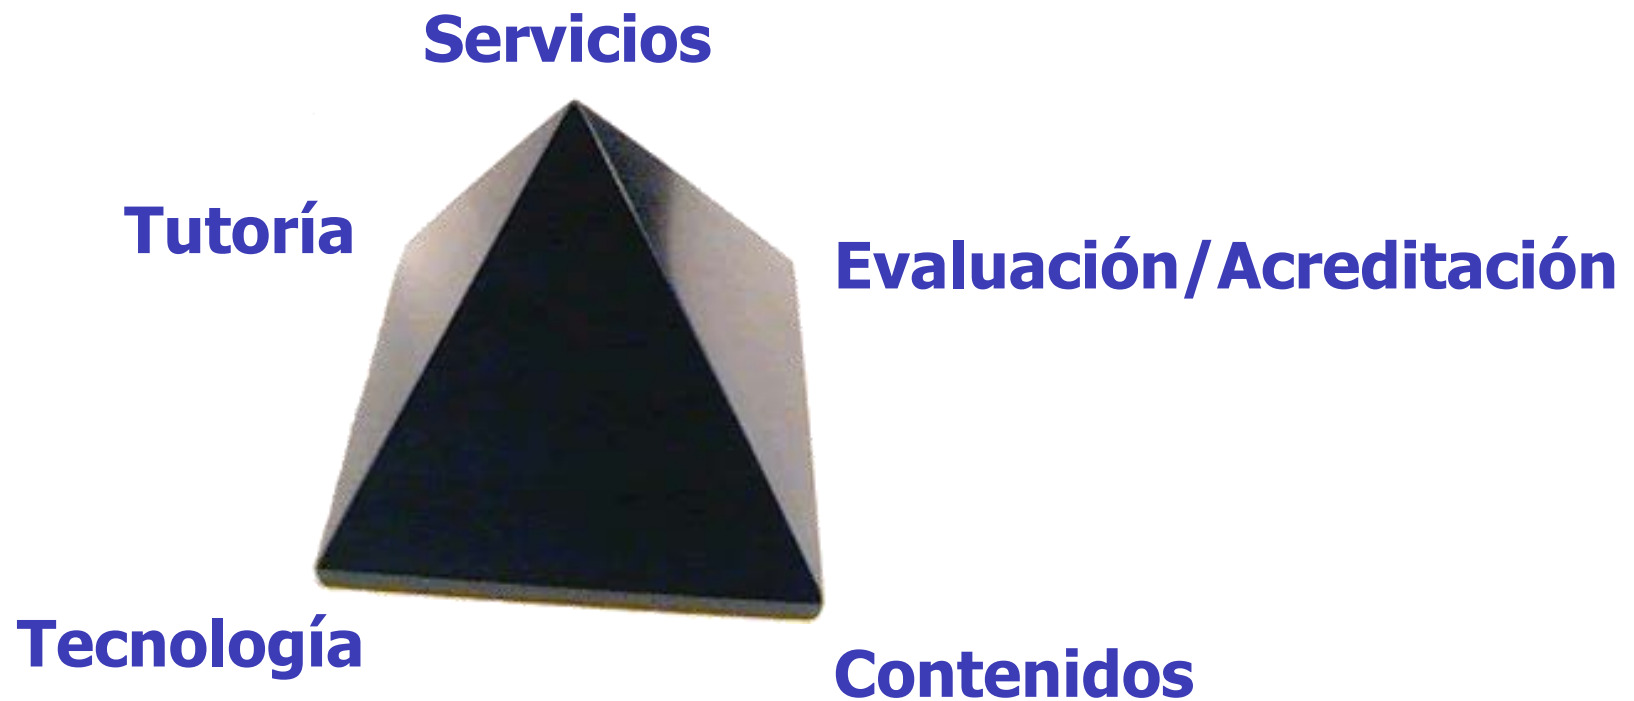 Servicios
Tutoría
Evaluación/Acreditación
Tecnología
Contenidos